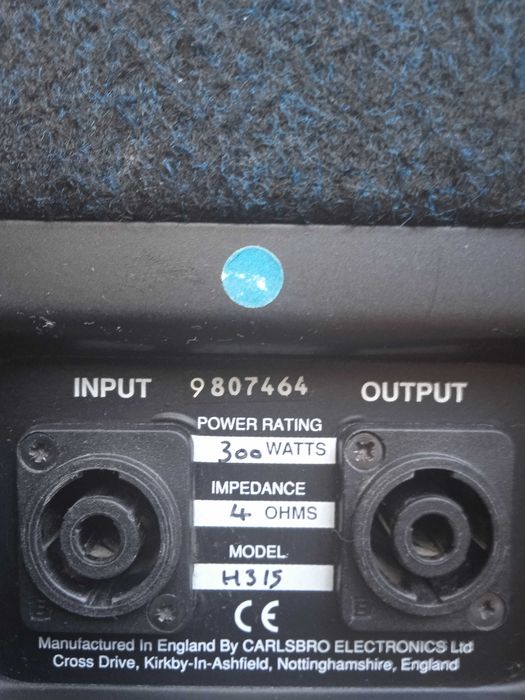 INPUT 9807464 OUTPUT
POWER RATING
300 WATTS
IMPEDANCE
4 OHMS
MODEL
H315
CE
Manufactured In England By CARLSBRO ELECTRONICS Ltd
Cross Drive, Kirkby-In-Ashfield, Nottinghamshire, England